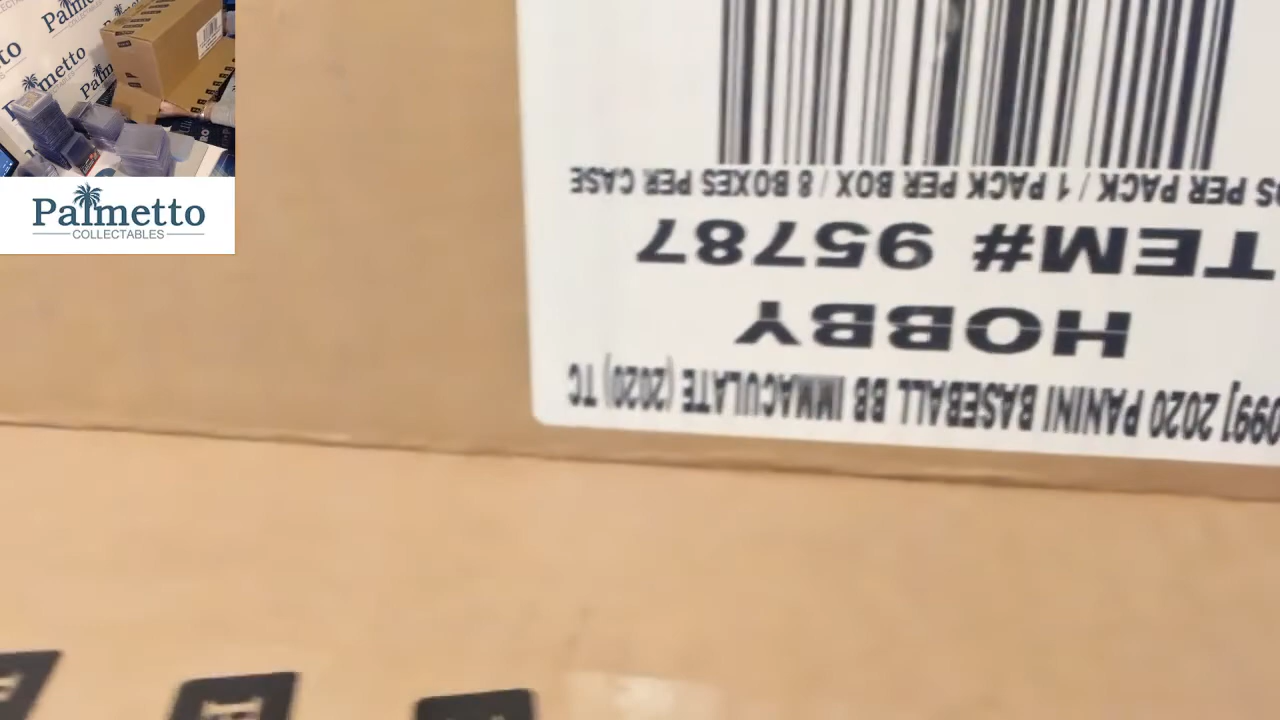 Palmetto
COLLECTABLES
099] 2020 PANINI BASEBALL BB IMMACULATE (2020) TC
HOBBY
TEM# 95787
PER PACK / 1 PACK PER BOX / 8 BOXES PER CASE